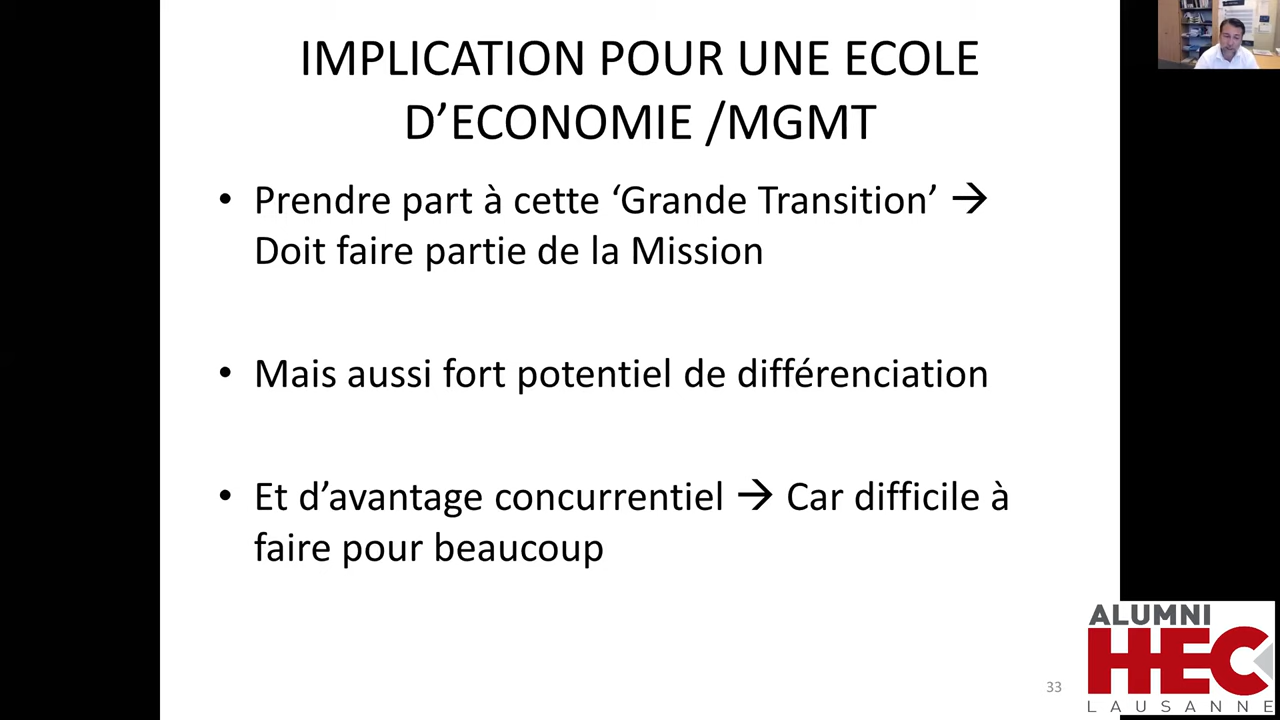 IMPLICATION POUR UNE ECOLE
D’ECONOMIE /MGMT
• Prendre part à cette ‘Grande Transition’ →
Doit faire partie de la Mission
• Mais aussi fort potentiel de différenciation
• Et d’avantage concurrentiel → Car difficile à
faire pour beaucoup
33
ALUMNI
HEC
LAUSANNE